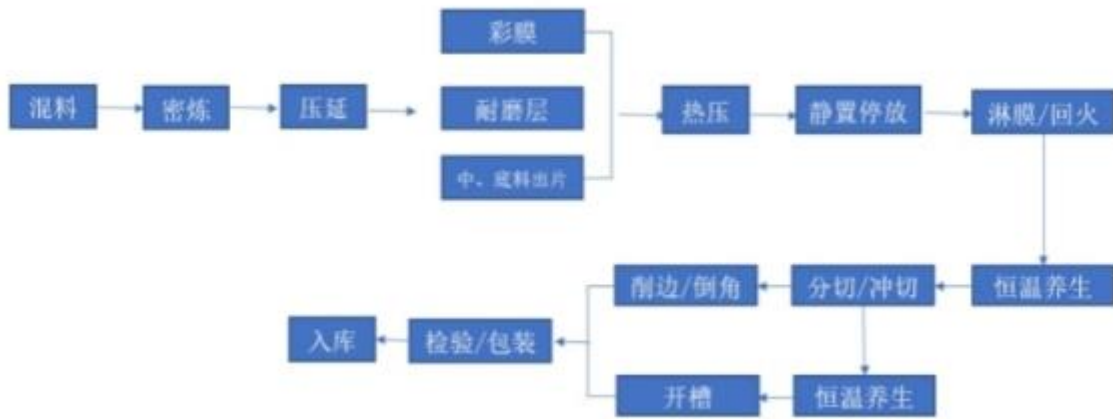 彩膜
混料
密炼
压延
耐磨层
热压
静置停放
淋膜/回火
中、底料出片
削边/倒角
分切/冲切
恒温养生
入库
检验/包装
开槽
恒温养生